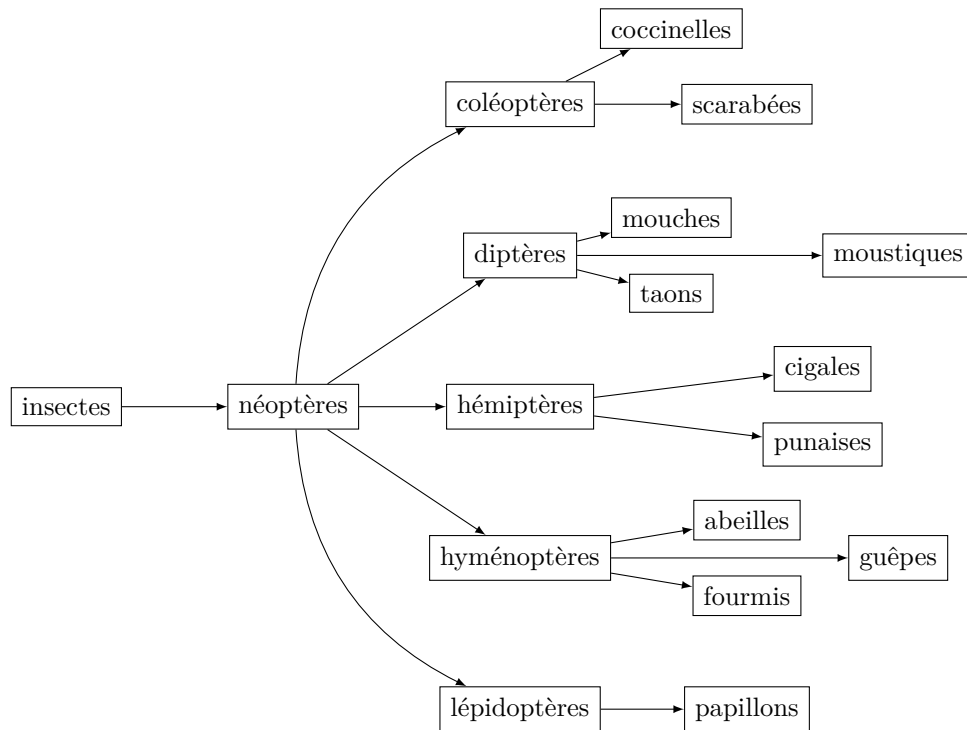 coccinelles
coléoptères
scarabées
mouches
diptères
moustiques
taons
cigales
insectes
néoptères
hémiptères
punaises
abeilles
hyménoptères
guêpes
fourmis
lépidoptères
papillons